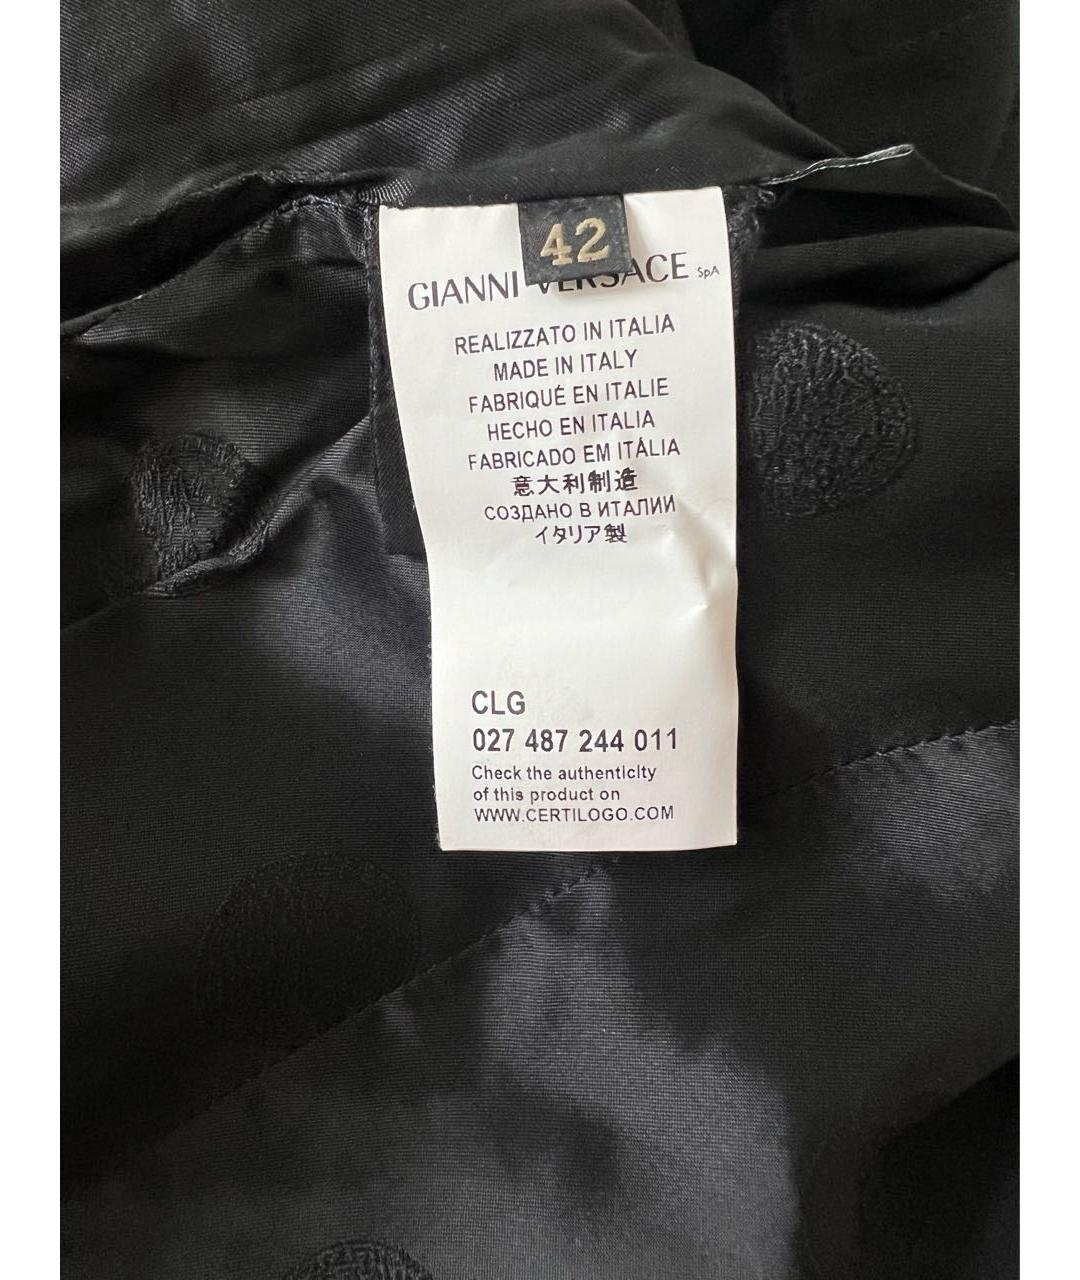 42
GIANNI VERSACE SpA
REALIZZATO IN ITALIA
MADE IN ITALY
FABRIQUÉ EN ITALIE
HECHO EN ITALIA
FABRICADO EM ITÁLIA
意大利制造
СОЗДАНО В ИТАЛИИ
イタリア製
CLG
027 487 244 011
Check the authenticity
of this product on
WWW.CERTILOGO.COM